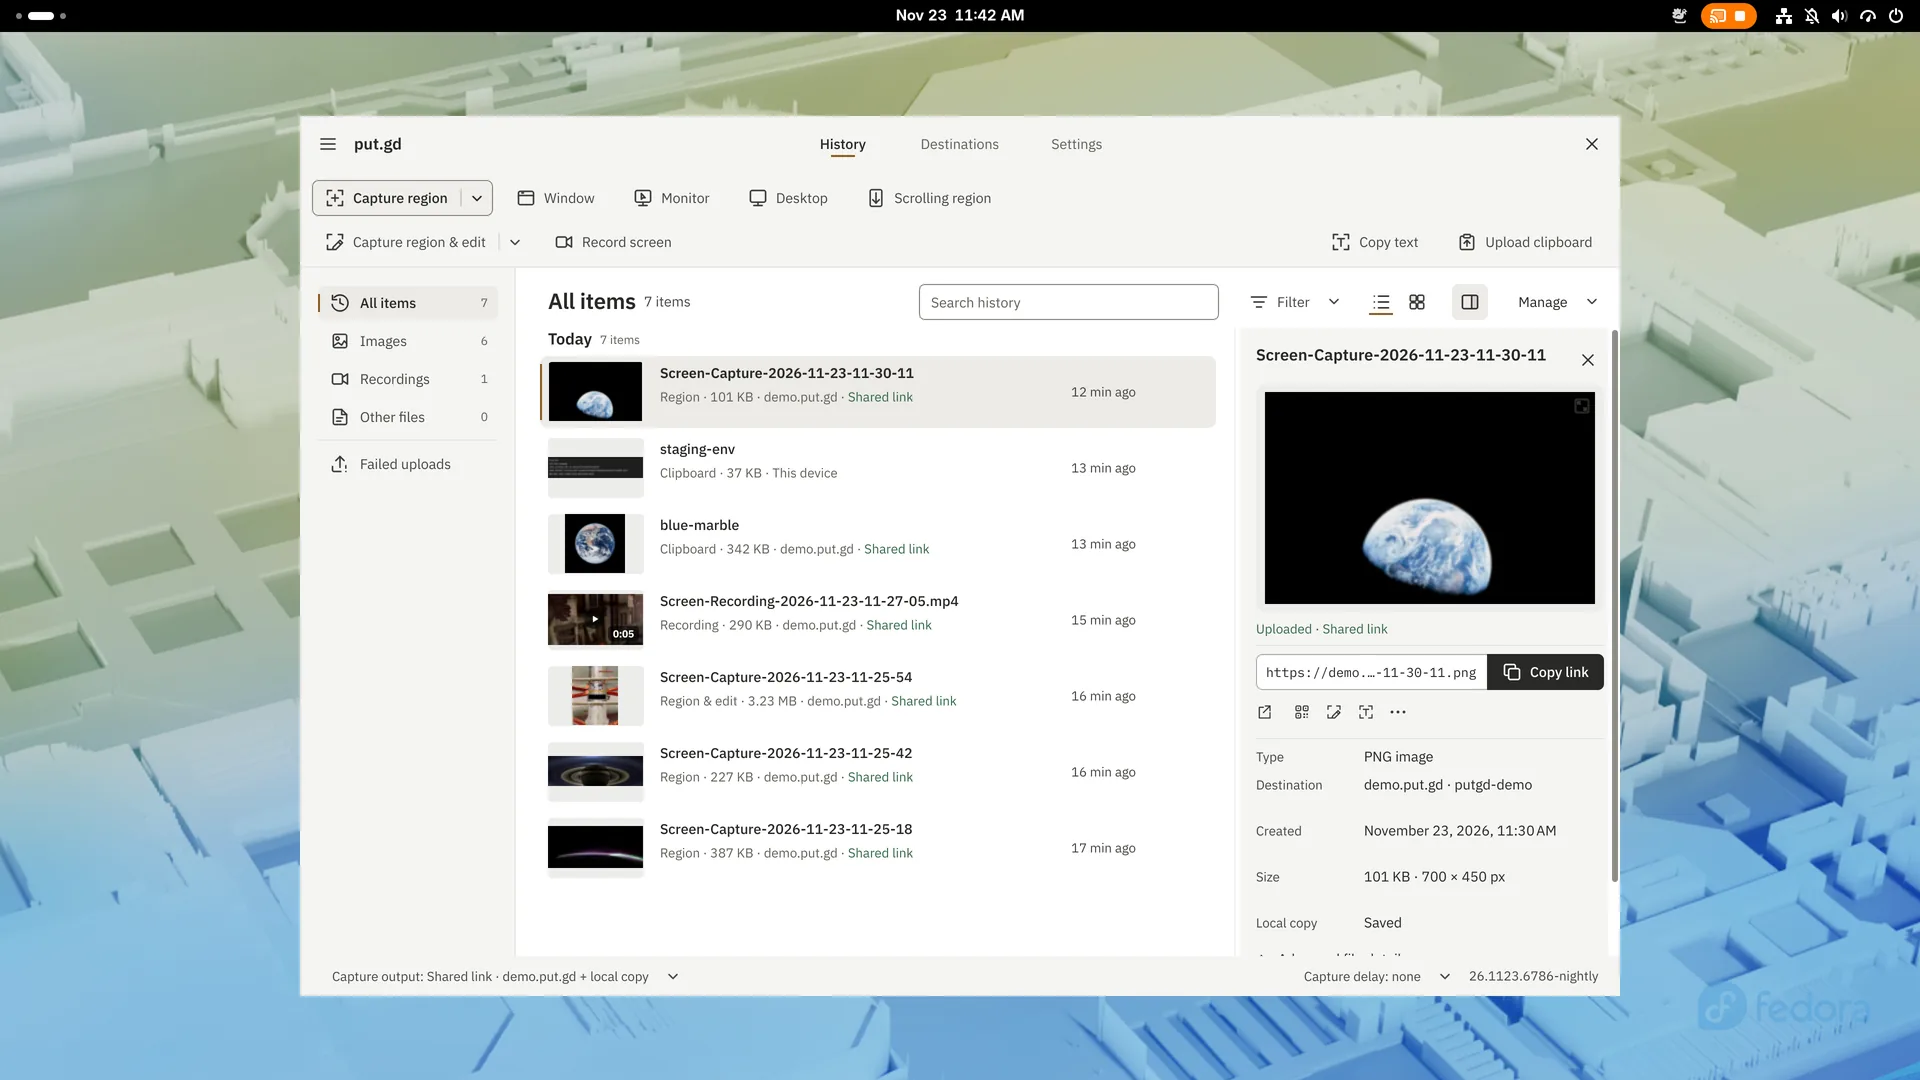 Nov 23 11:42 AM
put.gd
History
Destinations
Settings
Capture region
Window
Monitor
Desktop
Scrolling region
Capture region & edit
Record screen
Copy text
Upload clipboard
All items 7
Images 6
Recordings 1
Other files 0
Failed uploads
All items 7 items
Search history
Filter
Manage
Today 7 items
Screen-Capture-2026-11-23-11-30-11
Region · 101 KB · demo.put.gd · Shared link
12 min ago
staging-env
Clipboard · 37 KB · This device
13 min ago
blue-marble
Clipboard · 342 KB · demo.put.gd · Shared link
13 min ago
0:05
Screen-Recording-2026-11-23-11-27-05.mp4
Recording · 290 KB · demo.put.gd · Shared link
15 min ago
Screen-Capture-2026-11-23-11-25-54
Region & edit · 3.23 MB · demo.put.gd · Shared link
16 min ago
Screen-Capture-2026-11-23-11-25-42
Region · 227 KB · demo.put.gd · Shared link
16 min ago
Screen-Capture-2026-11-23-11-25-18
Region · 387 KB · demo.put.gd · Shared link
17 min ago
Screen-Capture-2026-11-23-11-30-11
Uploaded · Shared link
https://demo.…-11-30-11.png
Copy link
Type PNG image
Destination demo.put.gd · putgd-demo
Created November 23, 2026, 11:30 AM
Size 101 KB · 700 × 450 px
Local copy Saved
Capture output: Shared link · demo.put.gd + local copy
Capture delay: none
26.1123.6786-nightly
fedora